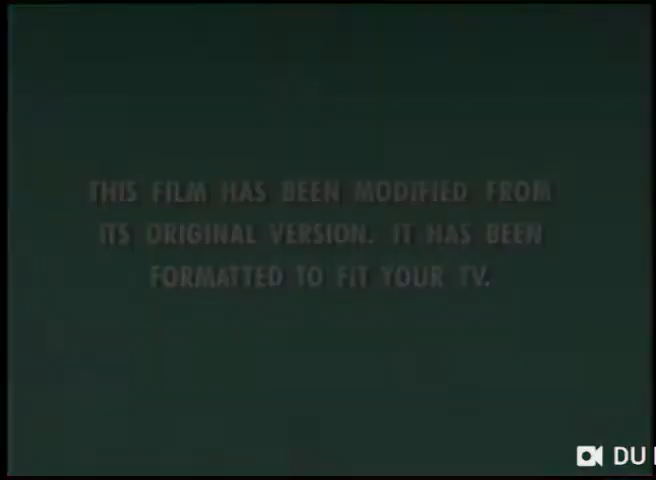 THIS FILM HAS BEEN MODIFIED FROM
ITS ORIGINAL VERSION. IT HAS BEEN
FORMATTED TO FIT YOUR TV.
DU